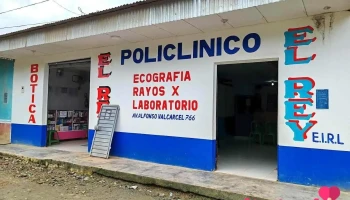 BOTICA
EL REY
POLICLINICO
ECOGRAFIA
RAYOS X
LABORATORIO
AV. ALFONSO VALCARCEL 766
EL REY
E.I.R.L